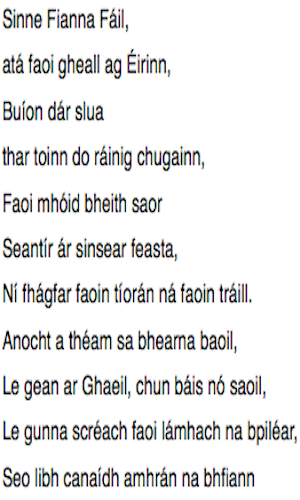 Sinne Fianna Fáil,
atá faoi gheall ag Éirinn,
Buíon dár slua
thar toinn do ráinig chugainn,
Faoi mhóid bheith saor
Seantír ár sinsear feasta,
Ní fhágfar faoin tíorán ná faoin tráill.
Anocht a théam sa bhearna baoil,
Le gean ar Ghaeil, chun báis nó saoil,
Le gunna scréach faoi lámhach na bpiléar,
Seo libh canaídh amhrán na bhfiann